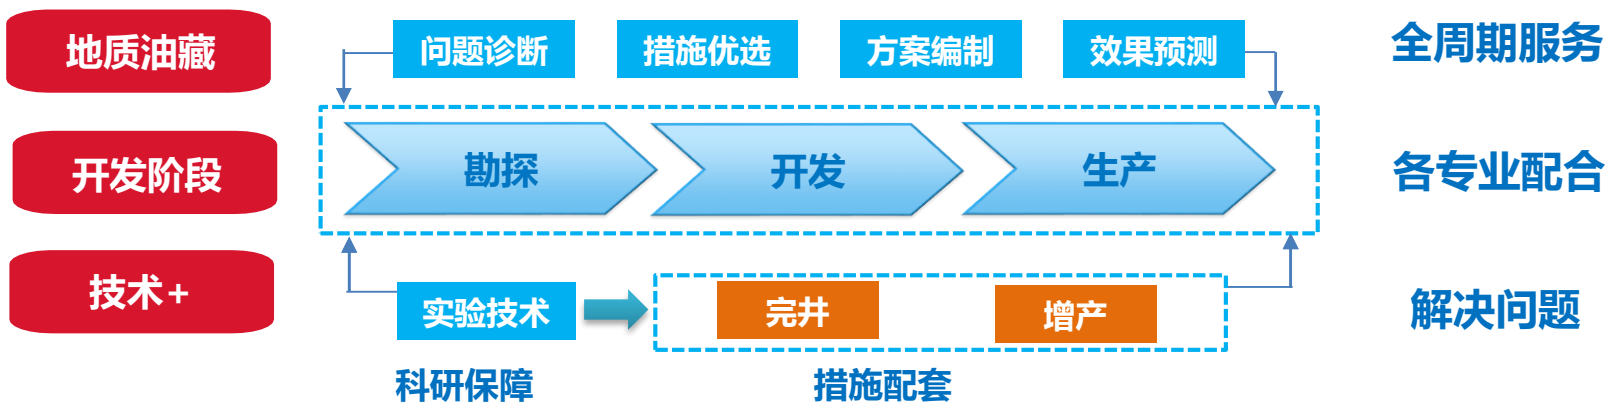 地质油藏
问题诊断
措施优选
方案编制
效果预测
全周期服务
开发阶段
勘探
开发
生产
各专业配合
技术+
实验技术
完井
增产
解决问题
科研保障
措施配套